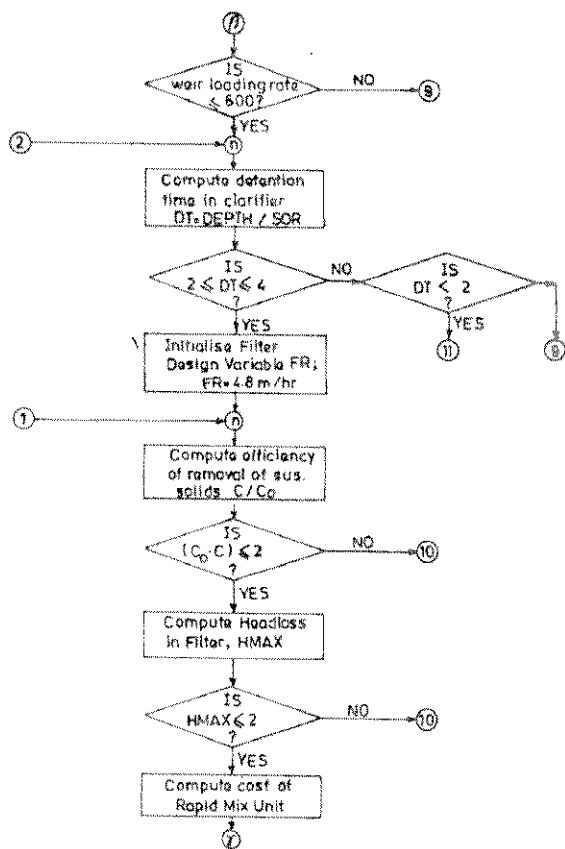 β
IS
weir loading rate
≤ 600?
NO
8
YES
2
n
Compute detention
time in clarifier
DT=DEPTH / SOR
IS
2 ≤ DT ≤ 4
?
NO
IS
DT < 2
?
YES
YES
11
9
Initialise Filter
Design Variable FR;
FR=4.8 m/hr
1
n
Compute efficiency
of removal of sus.
solids C/Co
IS
(Co-C) ≤ 2
?
NO
10
YES
Compute Headloss
in Filter, HMAX
IS
HMAX ≤ 2
?
NO
10
YES
Compute cost of
Rapid Mix Unit
γ